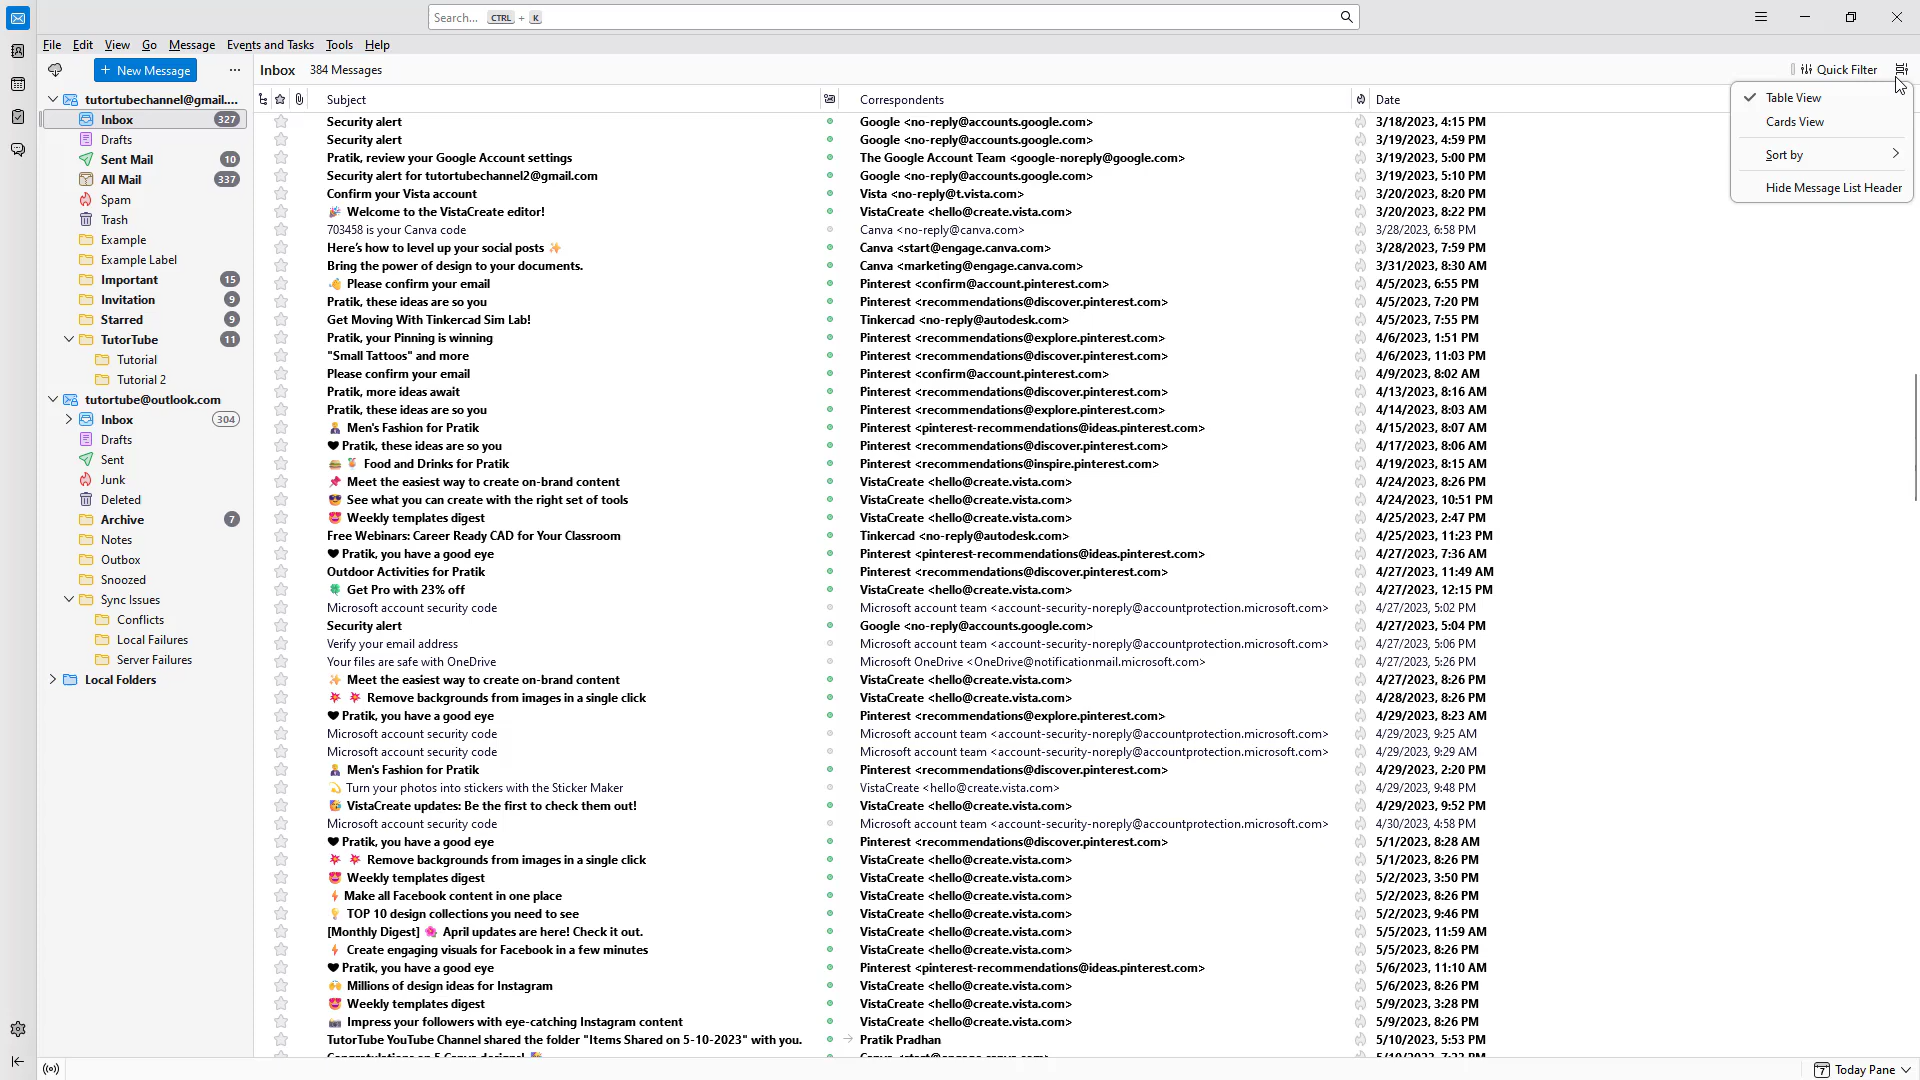 Search... CTRL + K
File Edit View Go Message Events and Tasks Tools Help
+ New Message
Inbox 384 Messages
Quick Filter
tutortubechannel@gmail....
Inbox 327
Drafts
Sent Mail 10
All Mail 337
Spam
Trash
Example
Example Label
Important 15
Invitation 9
Starred 9
TutorTube 11
Tutorial
Tutorial 2
tutortube@outlook.com
Inbox 304
Drafts
Sent
Junk
Deleted
Archive 7
Notes
Outbox
Snoozed
Sync Issues
Conflicts
Local Failures
Server Failures
Local Folders
Subject Correspondents Date
Security alert Google <no-reply@accounts.google.com> 3/18/2023, 4:15 PM
Security alert Google <no-reply@accounts.google.com> 3/19/2023, 4:59 PM
Pratik, review your Google Account settings The Google Account Team <google-noreply@google.com> 3/19/2023, 5:00 PM
Security alert for tutortubechannel2@gmail.com Google <no-reply@accounts.google.com> 3/19/2023, 5:10 PM
Confirm your Vista account Vista <no-reply@t.vista.com> 3/20/2023, 8:20 PM
🎉 Welcome to the VistaCreate editor! VistaCreate <hello@create.vista.com> 3/20/2023, 8:22 PM
703458 is your Canva code Canva <no-reply@canva.com> 3/28/2023, 6:58 PM
Here’s how to level up your social posts ✨ Canva <start@engage.canva.com> 3/28/2023, 7:59 PM
Bring the power of design to your documents. Canva <marketing@engage.canva.com> 3/31/2023, 8:30 AM
👋 Please confirm your email Pinterest <confirm@account.pinterest.com> 4/5/2023, 6:55 PM
Pratik, these ideas are so you Pinterest <recommendations@discover.pinterest.com> 4/5/2023, 7:20 PM
Get Moving With Tinkercad Sim Lab! Tinkercad <no-reply@autodesk.com> 4/5/2023, 7:55 PM
Pratik, your Pinning is winning Pinterest <recommendations@explore.pinterest.com> 4/6/2023, 1:51 PM
"Small Tattoos" and more Pinterest <recommendations@discover.pinterest.com> 4/6/2023, 11:03 PM
Please confirm your email Pinterest <confirm@account.pinterest.com> 4/9/2023, 8:02 AM
Pratik, more ideas await Pinterest <recommendations@discover.pinterest.com> 4/13/2023, 8:16 AM
Pratik, these ideas are so you Pinterest <recommendations@explore.pinterest.com> 4/14/2023, 8:03 AM
Men's Fashion for Pratik Pinterest <pinterest-recommendations@ideas.pinterest.com> 4/15/2023, 8:07 AM
🖤 Pratik, these ideas are so you Pinterest <recommendations@discover.pinterest.com> 4/17/2023, 8:06 AM
🍔 🍹 Food and Drinks for Pratik Pinterest <recommendations@inspire.pinterest.com> 4/19/2023, 8:15 AM
📌 Meet the easiest way to create on-brand content VistaCreate <hello@create.vista.com> 4/24/2023, 8:26 PM
😎 See what you can create with the right set of tools VistaCreate <hello@create.vista.com> 4/24/2023, 10:51 PM
😍 Weekly templates digest VistaCreate <hello@create.vista.com> 4/25/2023, 2:47 PM
Free Webinars: Career Ready CAD for Your Classroom Tinkercad <no-reply@autodesk.com> 4/25/2023, 11:23 PM
🖤 Pratik, you have a good eye Pinterest <pinterest-recommendations@ideas.pinterest.com> 4/27/2023, 7:36 AM
Outdoor Activities for Pratik Pinterest <recommendations@discover.pinterest.com> 4/27/2023, 11:49 AM
🍀 Get Pro with 23% off VistaCreate <hello@create.vista.com> 4/27/2023, 12:15 PM
Microsoft account security code Microsoft account team <account-security-noreply@accountprotection.microsoft.com> 4/27/2023, 5:02 PM
Security alert Google <no-reply@accounts.google.com> 4/27/2023, 5:04 PM
Verify your email address Microsoft account team <account-security-noreply@accountprotection.microsoft.com> 4/27/2023, 5:06 PM
Your files are safe with OneDrive Microsoft OneDrive <OneDrive@notificationmail.microsoft.com> 4/27/2023, 5:26 PM
✨ Meet the easiest way to create on-brand content VistaCreate <hello@create.vista.com> 4/27/2023, 8:26 PM
💥 💥 Remove backgrounds from images in a single click VistaCreate <hello@create.vista.com> 4/28/2023, 8:26 PM
🖤 Pratik, you have a good eye Pinterest <recommendations@explore.pinterest.com> 4/29/2023, 8:23 AM
Microsoft account security code Microsoft account team <account-security-noreply@accountprotection.microsoft.com> 4/29/2023, 9:25 AM
Microsoft account security code Microsoft account team <account-security-noreply@accountprotection.microsoft.com> 4/29/2023, 9:29 AM
Men's Fashion for Pratik Pinterest <recommendations@discover.pinterest.com> 4/29/2023, 2:20 PM
💫 Turn your photos into stickers with the Sticker Maker VistaCreate <hello@create.vista.com> 4/29/2023, 9:48 PM
VistaCreate updates: Be the first to check them out! VistaCreate <hello@create.vista.com> 4/29/2023, 9:52 PM
Microsoft account security code Microsoft account team <account-security-noreply@accountprotection.microsoft.com> 4/30/2023, 4:58 PM
🖤 Pratik, you have a good eye Pinterest <recommendations@discover.pinterest.com> 5/1/2023, 8:28 AM
💥 💥 Remove backgrounds from images in a single click VistaCreate <hello@create.vista.com> 5/1/2023, 8:26 PM
😍 Weekly templates digest VistaCreate <hello@create.vista.com> 5/2/2023, 3:50 PM
⚡ Make all Facebook content in one place VistaCreate <hello@create.vista.com> 5/2/2023, 8:26 PM
💡 TOP 10 design collections you need to see VistaCreate <hello@create.vista.com> 5/2/2023, 9:46 PM
[Monthly Digest] 🌺 April updates are here! Check it out. VistaCreate <hello@create.vista.com> 5/5/2023, 11:59 AM
⚡ Create engaging visuals for Facebook in a few minutes VistaCreate <hello@create.vista.com> 5/5/2023, 8:26 PM
🖤 Pratik, you have a good eye Pinterest <pinterest-recommendations@ideas.pinterest.com> 5/6/2023, 11:10 AM
🙌 Millions of design ideas for Instagram VistaCreate <hello@create.vista.com> 5/6/2023, 8:26 PM
😍 Weekly templates digest VistaCreate <hello@create.vista.com> 5/9/2023, 3:28 PM
📸 Impress your followers with eye-catching Instagram content VistaCreate <hello@create.vista.com> 5/9/2023, 8:26 PM
TutorTube YouTube Channel shared the folder "Items Shared on 5-10-2023" with you. Pratik Pradhan 5/10/2023, 5:53 PM
Table View
Cards View
Sort by
Hide Message List Header
7 Today Pane